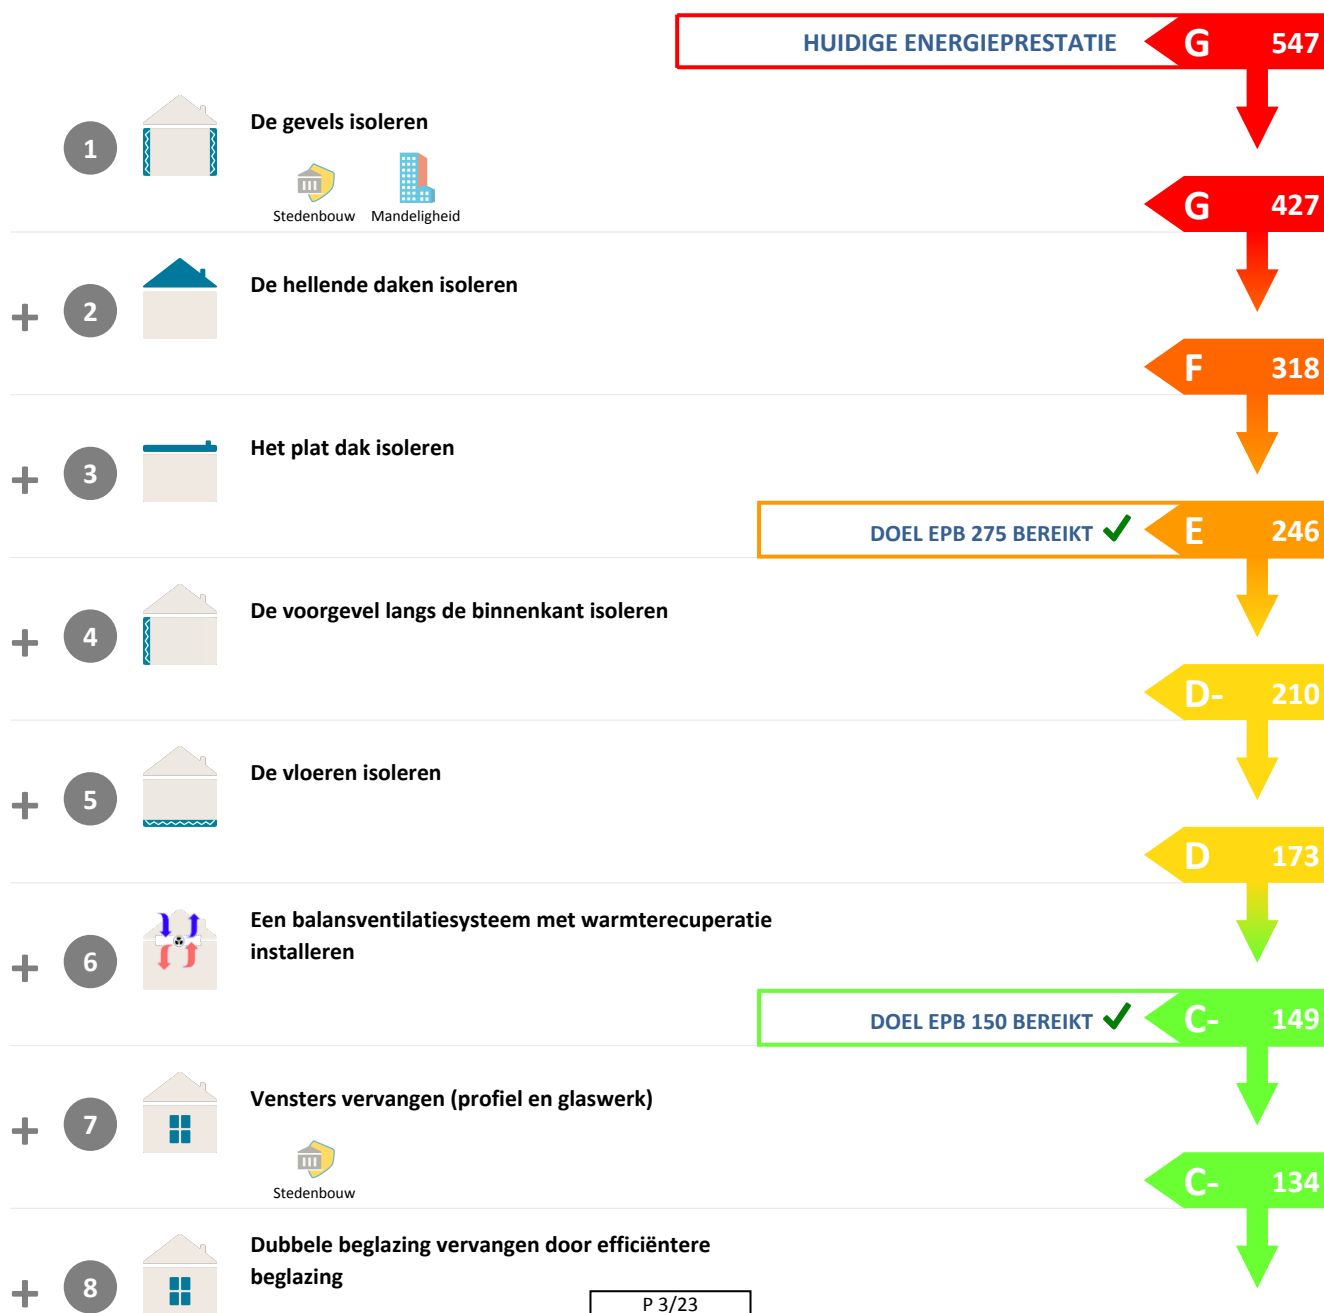 HUIDIGE ENERGIEPRESTATIE G 547
1 De gevels isoleren
Stedenbouw Mandeligheid
G 427
+ 2 De hellende daken isoleren
F 318
+ 3 Het plat dak isoleren
DOEL EPB 275 BEREIKT ✔ E 246
+ 4 De voorgevel langs de binnenkant isoleren
D- 210
+ 5 De vloeren isoleren
D 173
+ 6 Een balansventilatiesysteem met warmterecuperatie
installeren
DOEL EPB 150 BEREIKT ✔ C- 149
+ 7 Vensters vervangen (profiel en glaswerk)
Stedenbouw
C- 134
+ 8 Dubbele beglazing vervangen door efficiëntere
beglazing
P 3/23